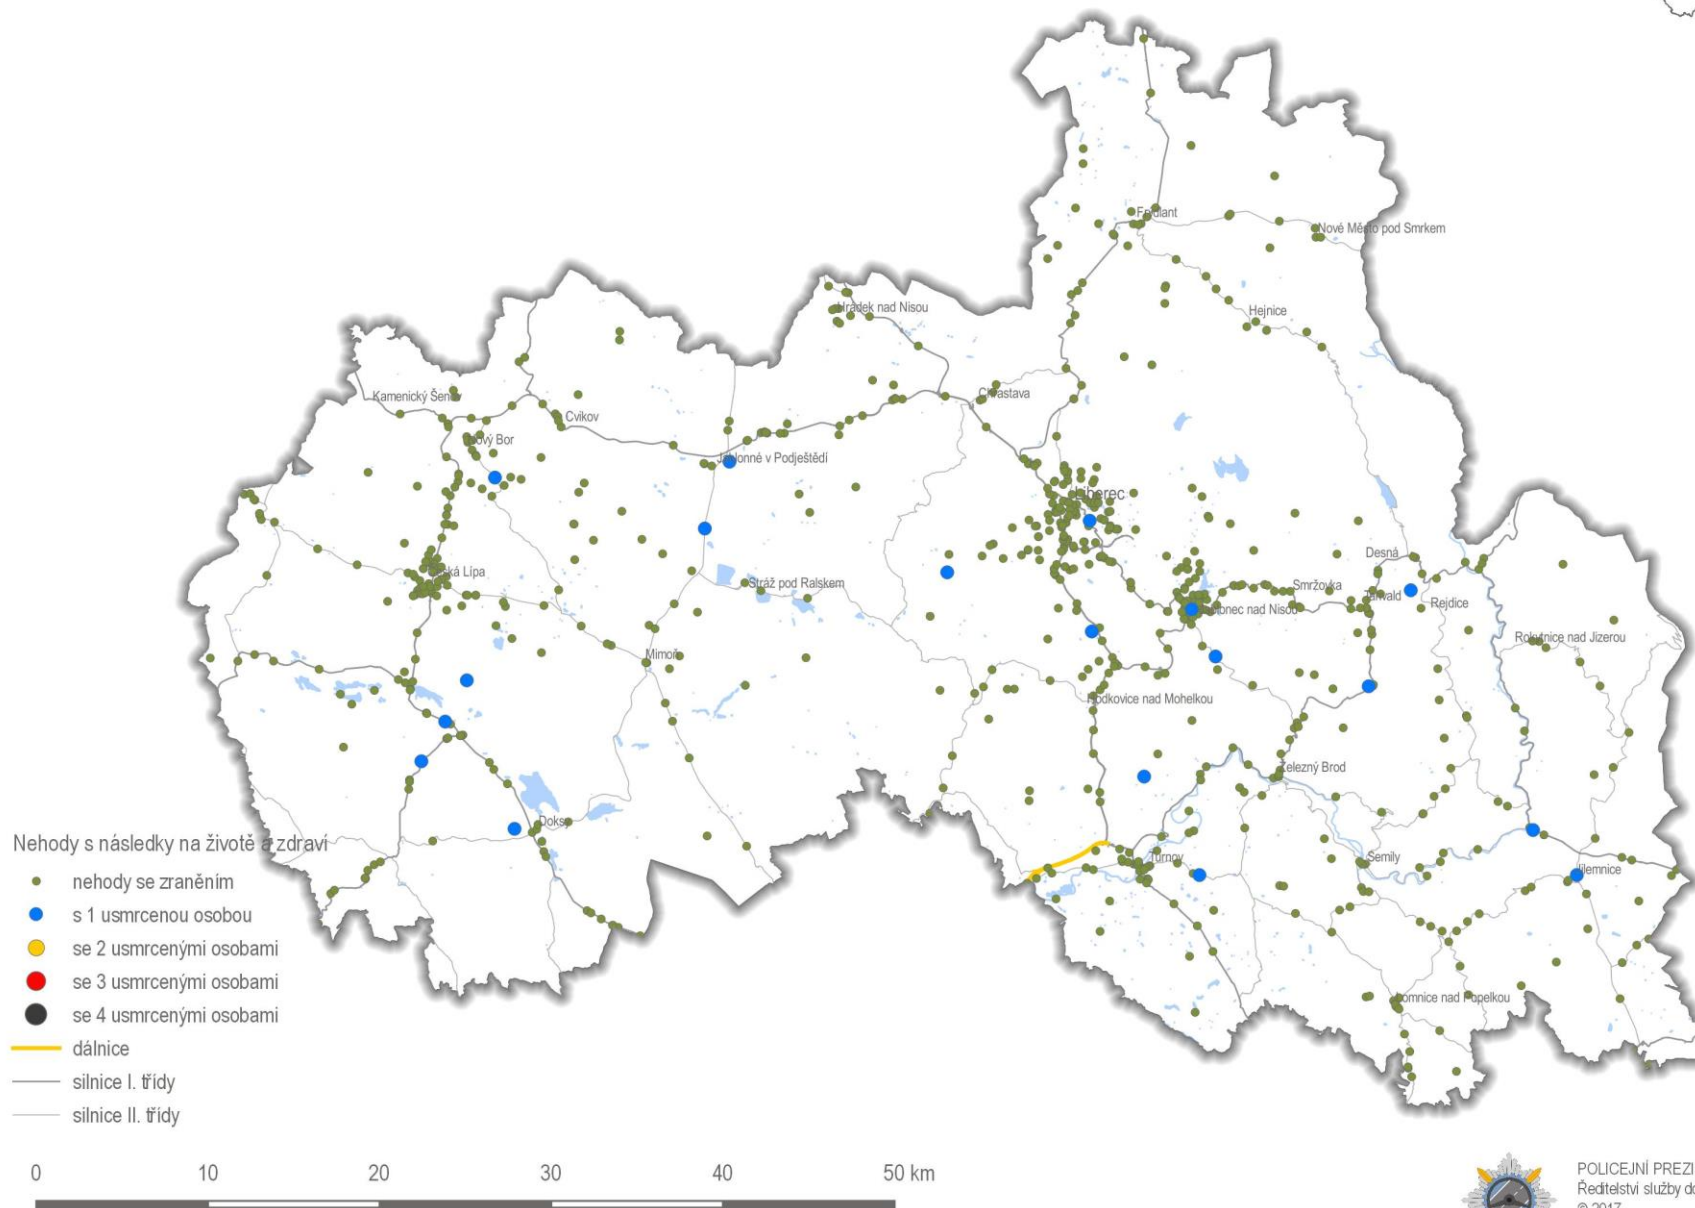 Frýdlant
Nové Město pod Smrkem
Hrádek nad Nisou
Hejnice
Kamenický Šenov
Chrastava
Cvikov
Nový Bor
Jablonné v Podještědí
Liberec
Desná
Česká Lípa
Stráž pod Ralskem
Smržovka
Tanvald
Rejdice
Jablonec nad Nisou
Rokytnice nad Jizerou
Mimoň
Hodkovice nad Mohelkou
Železný Brod
Doksy
Turnov
Semily
Jilemnice
Lomnice nad Popelkou
Nehody s následky na životě a zdraví
nehody se zraněním
s 1 usmrcenou osobou
se 2 usmrcenými osobami
se 3 usmrcenými osobami
se 4 usmrcenými osobami
dálnice
silnice I. třídy
silnice II. třídy
0 10 20 30 40 50 km
POLICEJNÍ PREZI
Ředitelství služby do
© 2017